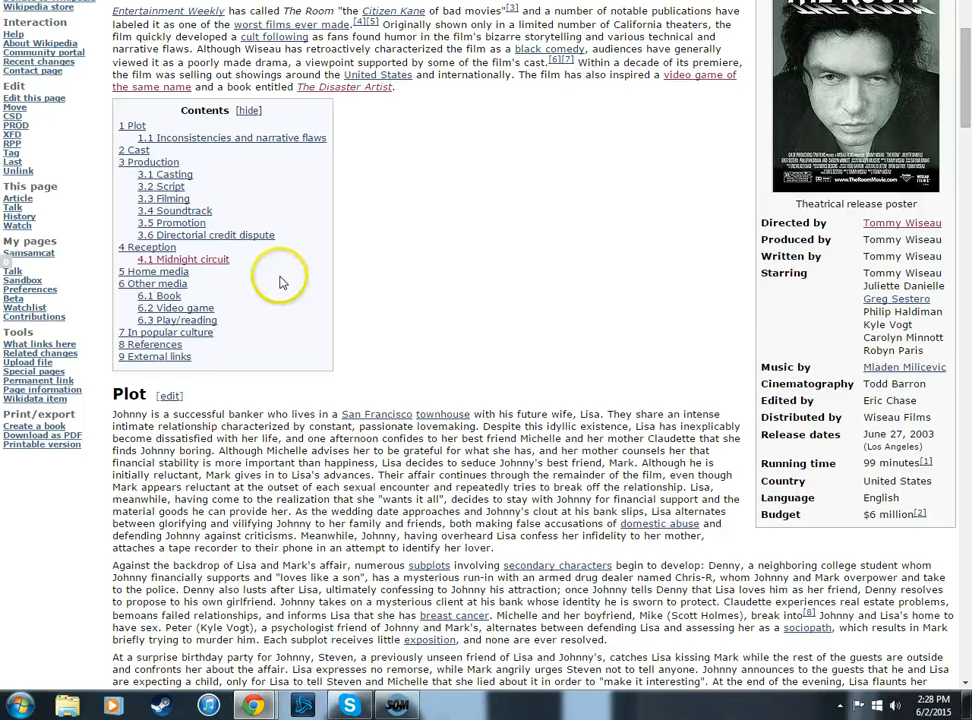 Wikipedia store
Interaction
Help
About Wikipedia
Community portal
Recent changes
Contact page
Edit
Edit this page
Move
CSD
PROD
XFD
RPP
Tag
Last
Unlink
This page
Article
Talk
History
Watch
My pages
Samsamcat
0
Talk
Sandbox
Preferences
Beta
Watchlist
Contributions
Tools
What links here
Related changes
Upload file
Special pages
Permanent link
Page information
Wikidata item
Print/export
Create a book
Download as PDF
Printable version
Entertainment Weekly has called The Room "the Citizen Kane of bad movies"[3] and a number of notable publications have
labeled it as one of the worst films ever made.[4][5] Originally shown only in a limited number of California theaters, the
film quickly developed a cult following as fans found humor in the film's bizarre storytelling and various technical and
narrative flaws. Although Wiseau has retroactively characterized the film as a black comedy, audiences have generally
viewed it as a poorly made drama, a viewpoint supported by some of the film's cast.[6][7] Within a decade of its premiere,
the film was selling out showings around the United States and internationally. The film has also inspired a video game of
the same name and a book entitled The Disaster Artist.
Contents [hide]
1 Plot
1.1 Inconsistencies and narrative flaws
2 Cast
3 Production
3.1 Casting
3.2 Script
3.3 Filming
3.4 Soundtrack
3.5 Promotion
3.6 Directorial credit dispute
4 Reception
4.1 Midnight circuit
5 Home media
6 Other media
6.1 Book
6.2 Video game
6.3 Play/reading
7 In popular culture
8 References
9 External links
Plot [edit]
Johnny is a successful banker who lives in a San Francisco townhouse with his future wife, Lisa. They share an intense
intimate relationship characterized by constant, passionate lovemaking. Despite this idyllic existence, Lisa has inexplicably
become dissatisfied with her life, and one afternoon confides to her best friend Michelle and her mother Claudette that she
finds Johnny boring. Although Michelle advises her to be grateful for what she has, and her mother counsels her that
financial stability is more important than happiness, Lisa decides to seduce Johnny's best friend, Mark. Although he is
initially reluctant, Mark gives in to Lisa's advances. Their affair continues through the remainder of the film, even though
Mark appears reluctant at the outset of each sexual encounter and repeatedly tries to break off the relationship. Lisa,
meanwhile, having come to the realization that she "wants it all", decides to stay with Johnny for financial support and the
material goods he can provide her. As the wedding date approaches and Johnny's clout at his bank slips, Lisa alternates
between glorifying and vilifying Johnny to her family and friends, both making false accusations of domestic abuse and
defending Johnny against criticisms. Meanwhile, Johnny, having overheard Lisa confess her infidelity to her mother,
attaches a tape recorder to their phone in an attempt to identify her lover.
Against the backdrop of Lisa and Mark's affair, numerous subplots involving secondary characters begin to develop: Denny, a neighboring college student whom
Johnny financially supports and "loves like a son", has a mysterious run-in with an armed drug dealer named Chris-R, whom Johnny and Mark overpower and take
to the police. Denny also lusts after Lisa, ultimately confessing to Johnny his attraction; once Johnny tells Denny that Lisa loves him as her friend, Denny resolves
to propose to his own girlfriend. Johnny takes on a mysterious client at his bank whose identity he is sworn to protect. Claudette experiences real estate problems,
bemoans failed relationships, and informs Lisa that she has breast cancer. Michelle and her boyfriend, Mike (Scott Holmes), break into[8] Johnny and Lisa's home to
have sex. Peter (Kyle Vogt), a psychologist friend of Johnny and Mark's, alternates between defending Lisa and assessing her as a sociopath, which results in Mark
briefly trying to murder him. Each subplot receives little exposition, and none are ever resolved.
At a surprise birthday party for Johnny, Steven, a previously unseen friend of Lisa and Johnny's, catches Lisa kissing Mark while the rest of the guests are outside
and confronts her about the affair. Lisa expresses no remorse, while Mark angrily urges Steven not to tell anyone. Johnny announces to the guests that he and Lisa
are expecting a child, only for Lisa to tell Steven and Michelle that she lied about it in order to "make it interesting". At the end of the evening, Lisa flaunts her
www.TheRoomMovie.com
Theatrical release poster
Directed by Tommy Wiseau
Produced by Tommy Wiseau
Written by Tommy Wiseau
Starring Tommy Wiseau
Juliette Danielle
Greg Sestero
Philip Haldiman
Kyle Vogt
Carolyn Minnott
Robyn Paris
Music by Mladen Milicevic
Cinematography Todd Barron
Edited by Eric Chase
Distributed by Wiseau Films
Release dates June 27, 2003
(Los Angeles)
Running time 99 minutes[1]
Country United States
Language English
Budget $6 million[2]
2:28 PM
6/2/2015